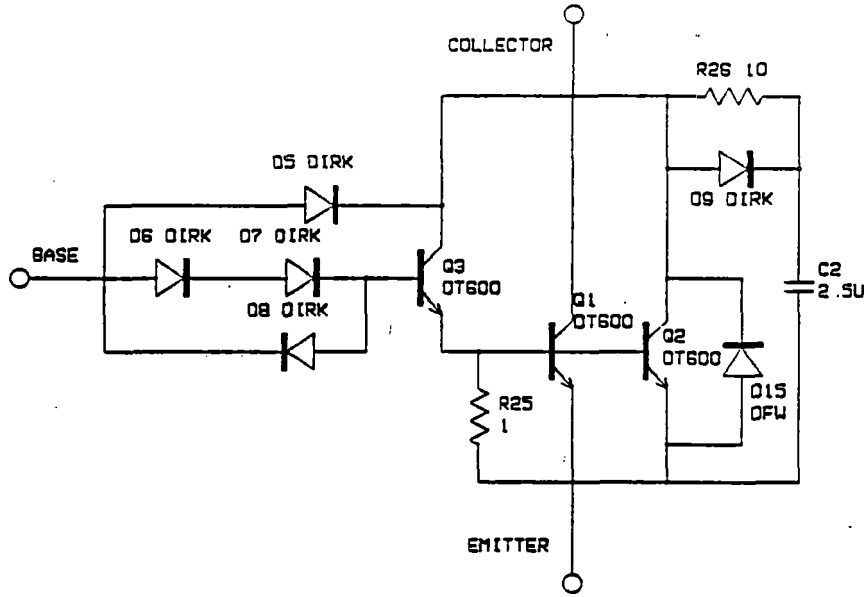 COLLECTOR
R26 10
D5 DIRK
D9 DIRK
D6 DIRK
D7 DIRK
BASE
Q3
DT600
C2
2.5U
D8 DIRK
Q1
DT600
Q2
DT600
D15
DFW
R25
1
EMITTER